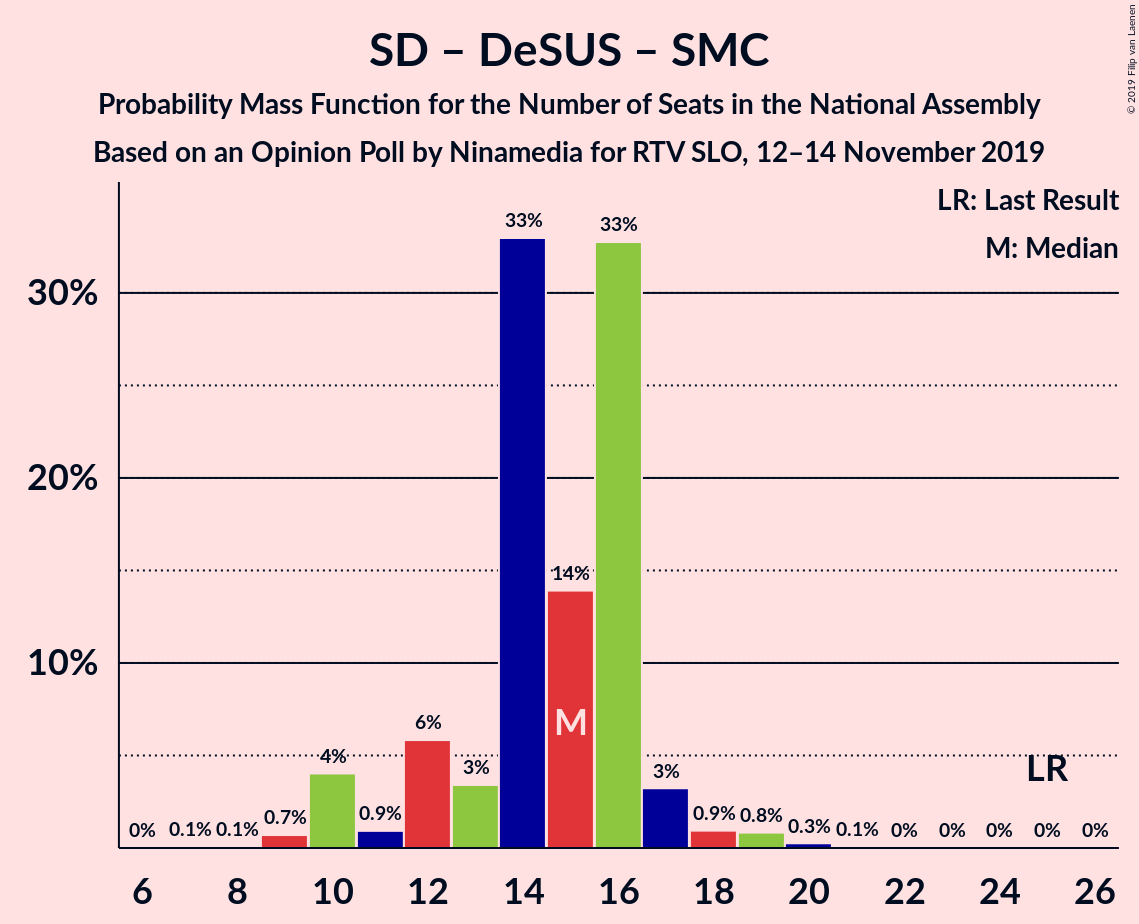 SD – DeSUS – SMC
Probability Mass Function for the Number of Seats in the National Assembly
Based on an Opinion Poll by Ninamedia for RTV SLO, 12–14 November 2019
© 2019 Filip van Laenen
LR: Last Result
M: Median
30%
20%
10%
0%
0.1%
0.1%
0.7%
4%
0.9%
6%
3%
33%
14%
33%
3%
0.9%
0.8%
0.3%
0.1%
0%
0%
0%
0%
0%
M
LR
6 8 10 12 14 16 18 20 22 24 26